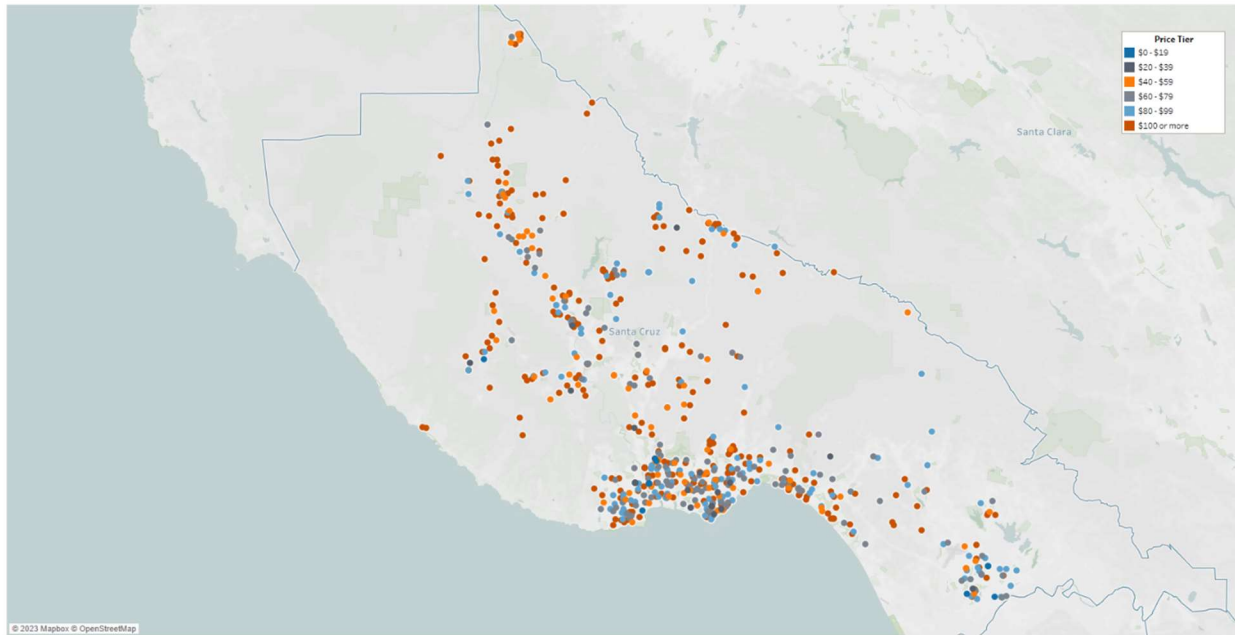 Price Tier
$0 - $19
$20 - $39
$40 - $59
$60 - $79
$80 - $99
$100 or more
Santa Clara
Santa Cruz
© 2023 Mapbox © OpenStreetMap